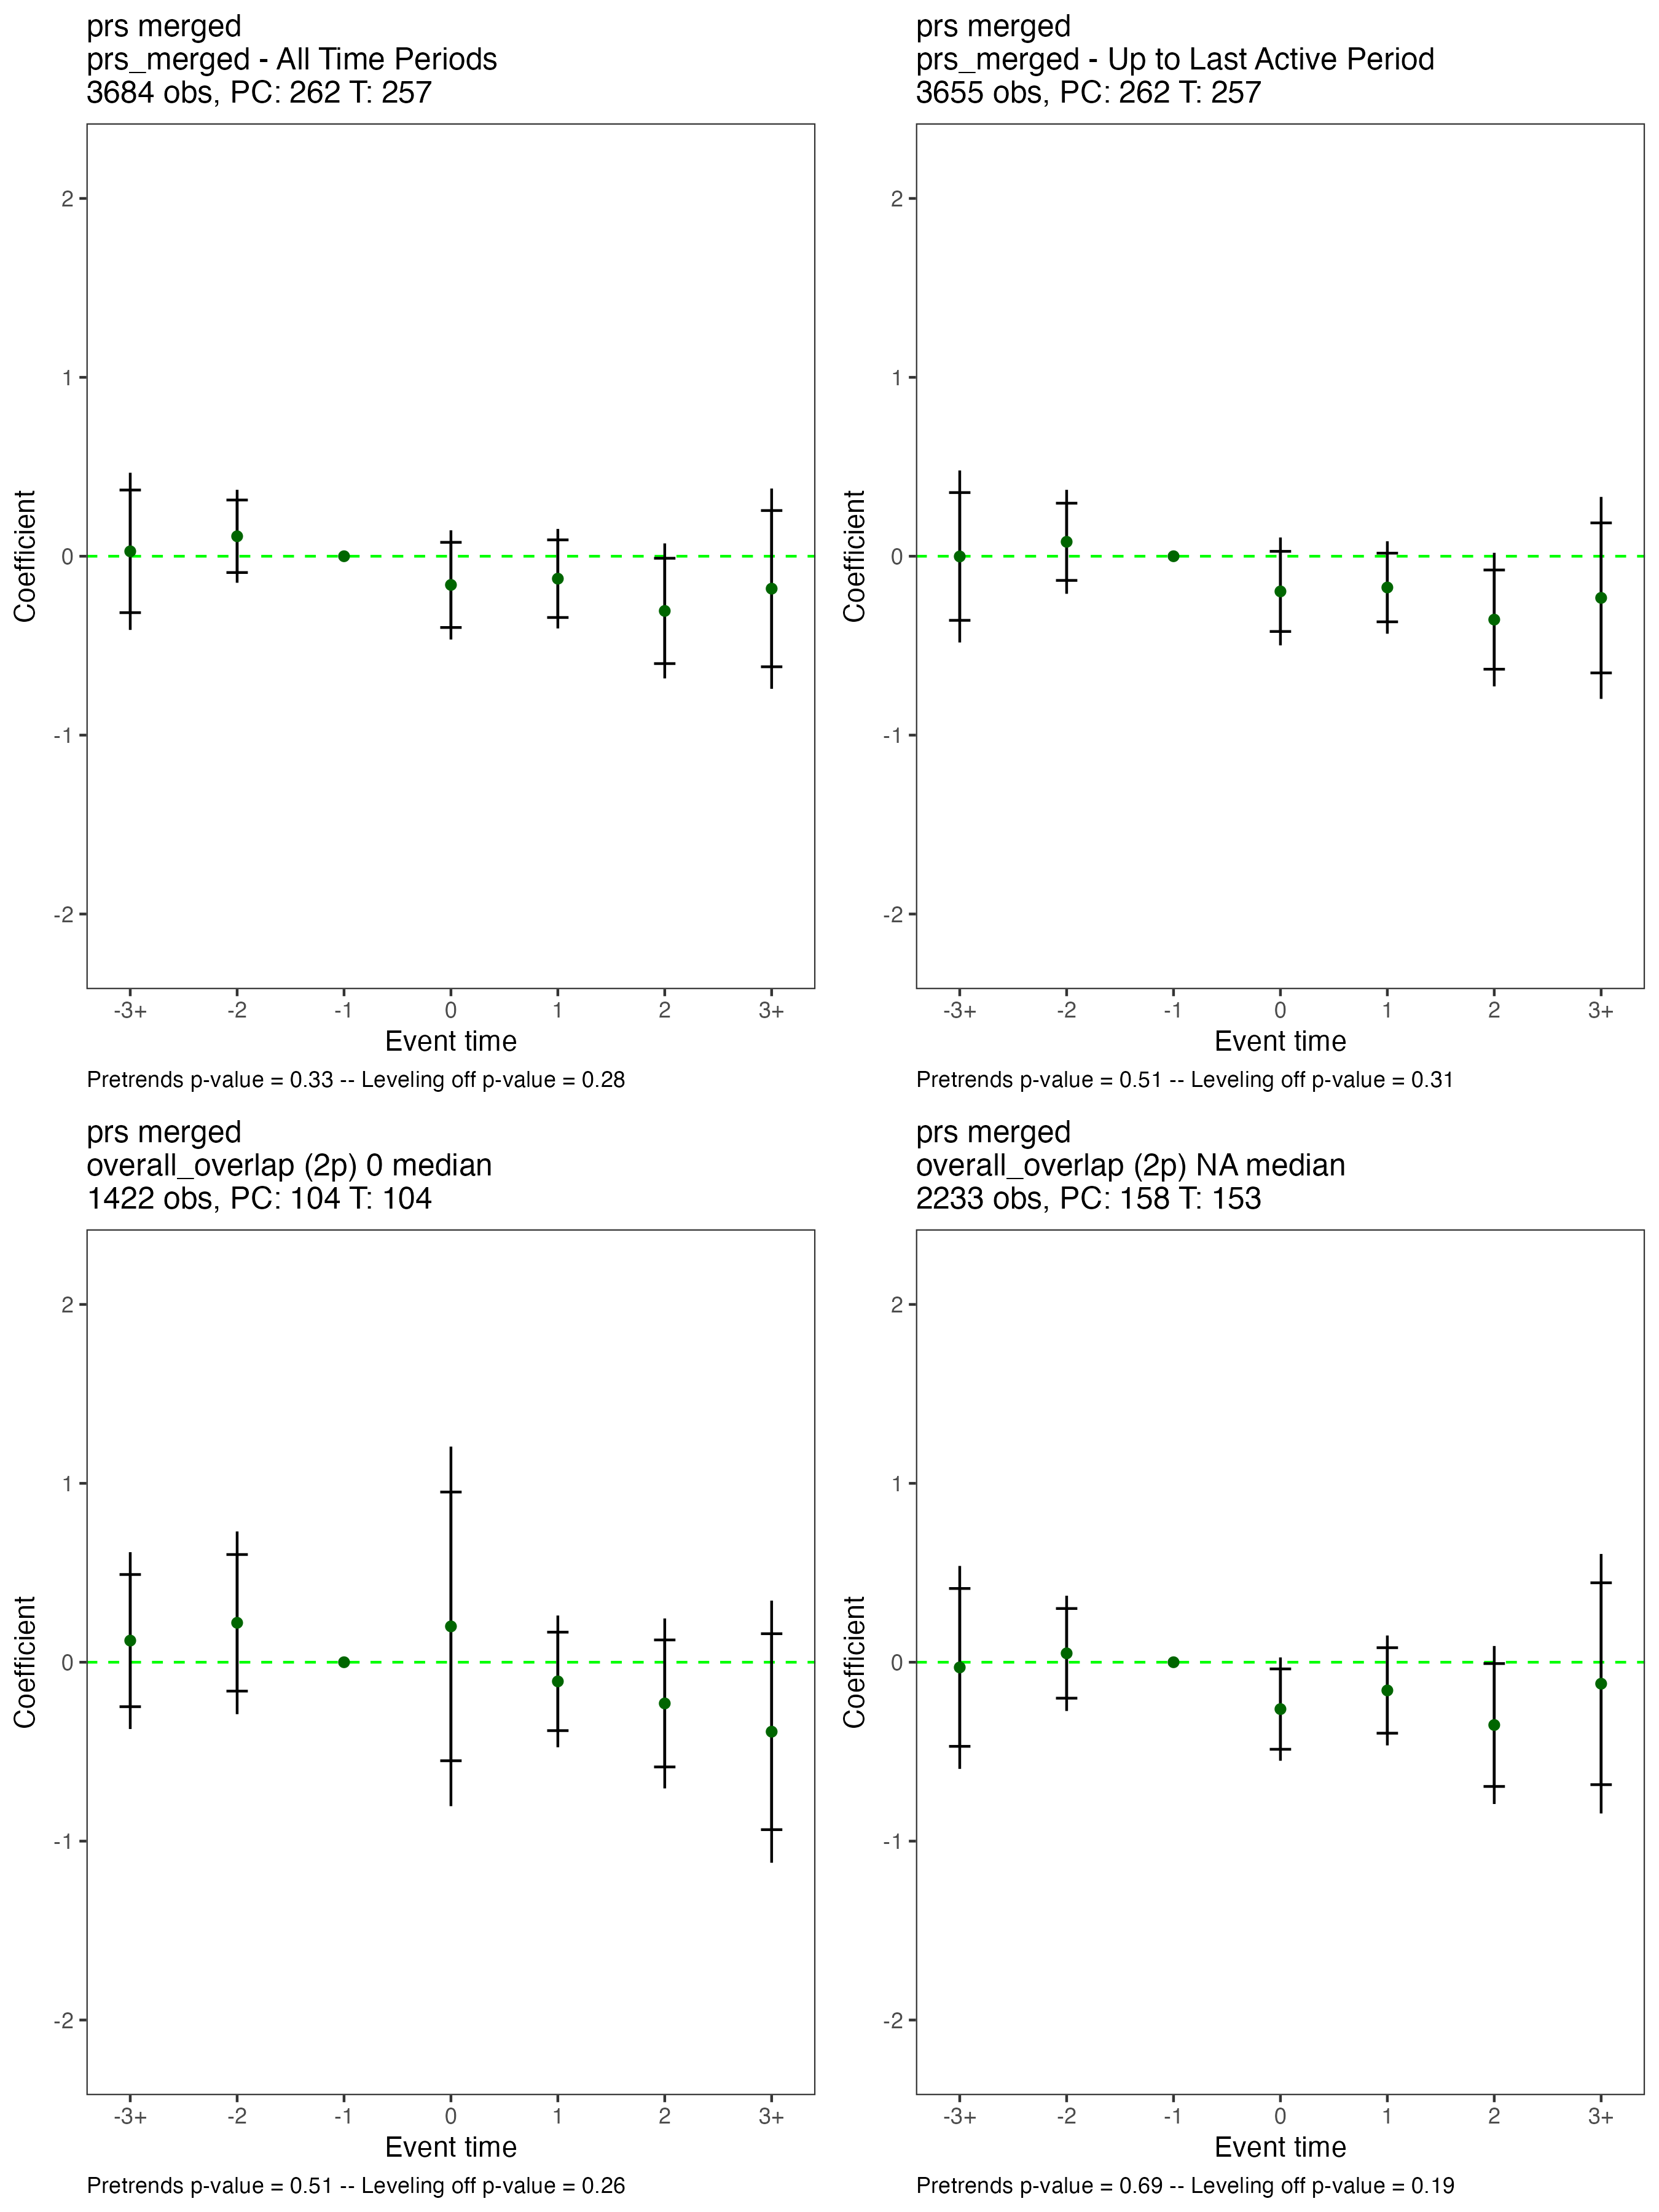 prs merged
prs_merged - All Time Periods
3684 obs, PC: 262 T: 257
2
1
0
-1
-2
Coefficient
-3+ -2 -1 0 1 2 3+
Event time
Pretrends p-value = 0.33 -- Leveling off p-value = 0.28
prs merged
prs_merged - Up to Last Active Period
3655 obs, PC: 262 T: 257
2
1
0
-1
-2
Coefficient
-3+ -2 -1 0 1 2 3+
Event time
Pretrends p-value = 0.51 -- Leveling off p-value = 0.31
prs merged
overall_overlap (2p) 0 median
1422 obs, PC: 104 T: 104
2
1
0
-1
-2
Coefficient
-3+ -2 -1 0 1 2 3+
Event time
Pretrends p-value = 0.51 -- Leveling off p-value = 0.26
prs merged
overall_overlap (2p) NA median
2233 obs, PC: 158 T: 153
2
1
0
-1
-2
Coefficient
-3+ -2 -1 0 1 2 3+
Event time
Pretrends p-value = 0.69 -- Leveling off p-value = 0.19